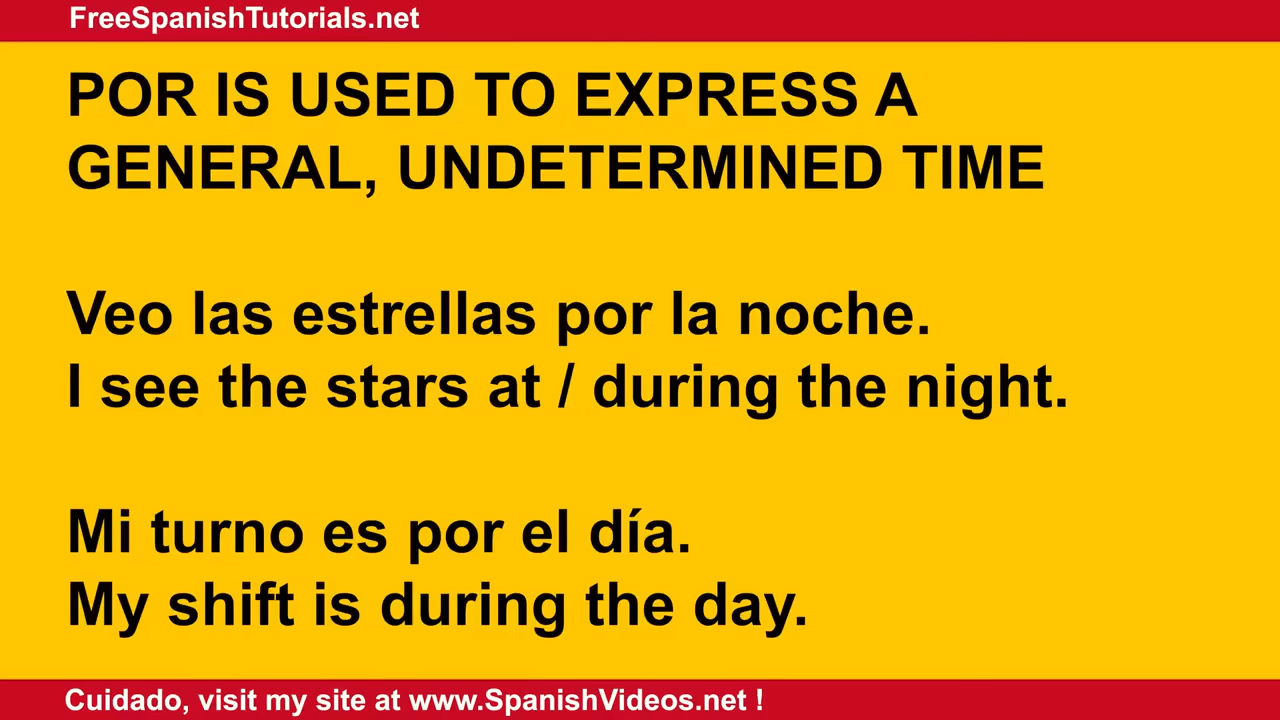 FreeSpanishTutorials.net
POR IS USED TO EXPRESS A
GENERAL, UNDETERMINED TIME
Veo las estrellas por la noche.
I see the stars at / during the night.
Mi turno es por el día.
My shift is during the day.
Cuidado, visit my site at www.SpanishVideos.net !